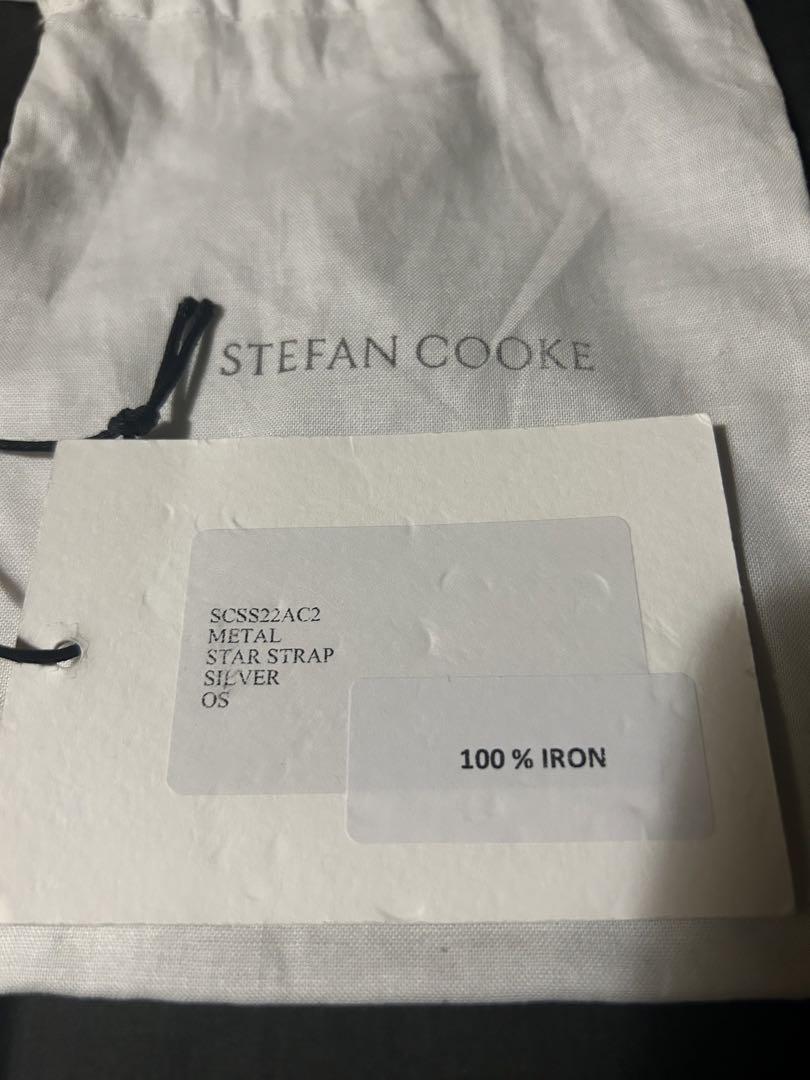 STEFAN COOKE
SCSS22AC2
METAL
STAR STRAP
SILVER
OS
100 % IRON